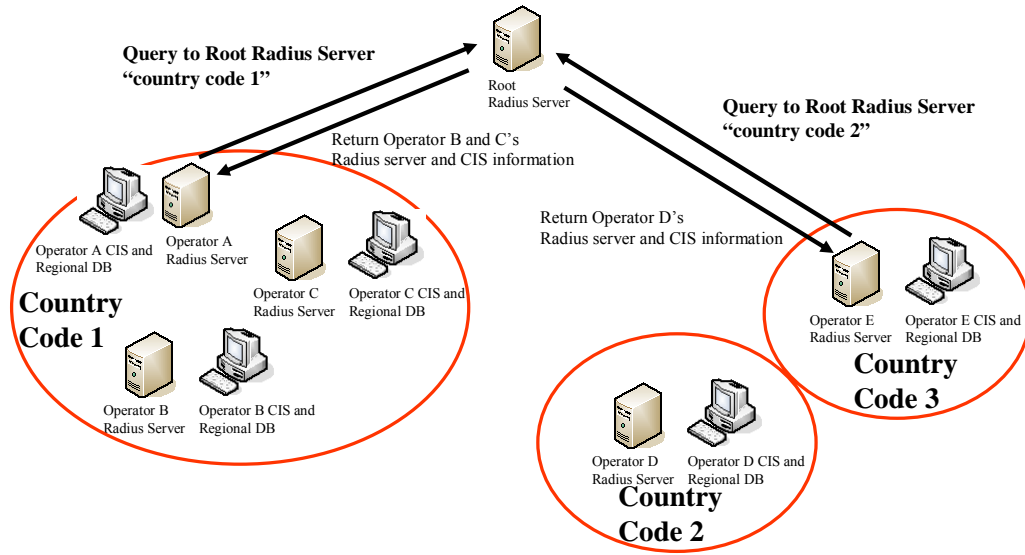 Query to Root Radius Server
“country code 1”
Root
Radius Server
Query to Root Radius Server
“country code 2”
Return Operator B and C’s
Radius server and CIS information
Return Operator D’s
Radius server and CIS information
Operator A CIS and
Regional DB
Operator A
Radius Server
Operator C
Radius Server
Operator C CIS and
Regional DB
Country
Code 1
Operator B
Radius Server
Operator B CIS and
Regional DB
Operator E
Radius Server
Operator E CIS and
Regional DB
Country
Code 3
Operator D
Radius Server
Operator D CIS and
Regional DB
Country
Code 2